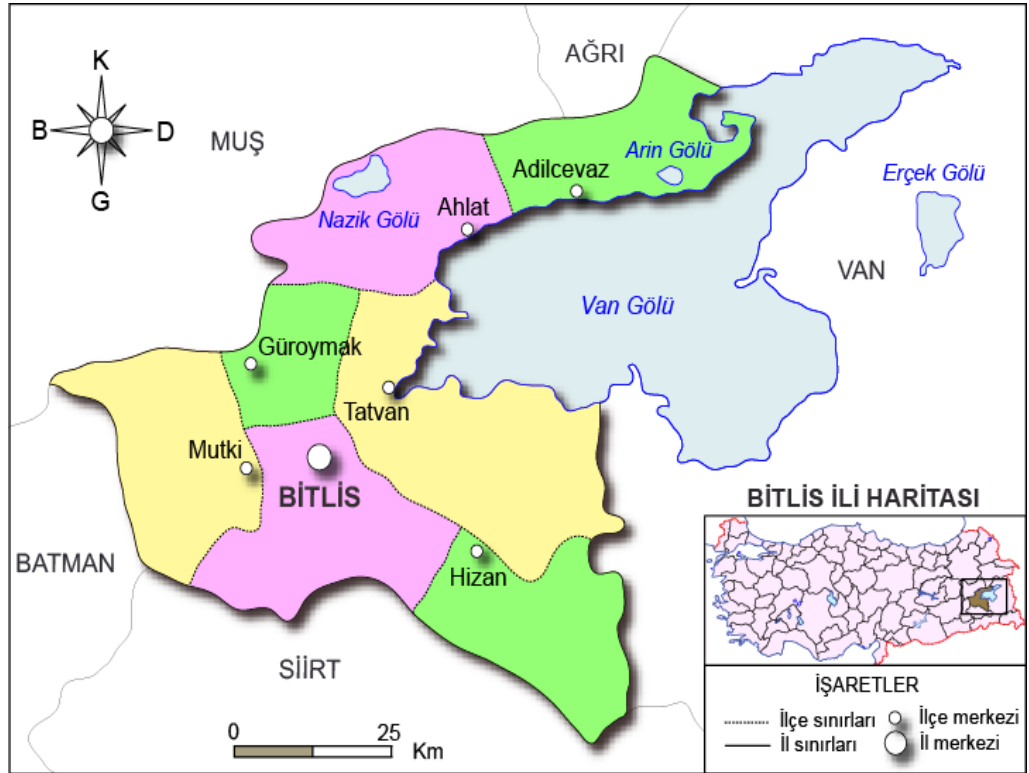 AĞRI
K
B
D
G
MUŞ
Arin Gölü
Adilcevaz
Erçek Gölü
Ahlat
Nazik Gölü
VAN
Van Gölü
Güroymak
Tatvan
Mutki
BİTLİS
BİTLİS İLİ HARİTASI
BATMAN
Hizan
SİİRT
İŞARETLER
İlçe sınırları
İlçe merkezi
İl sınırları
İl merkezi
0
25
Km